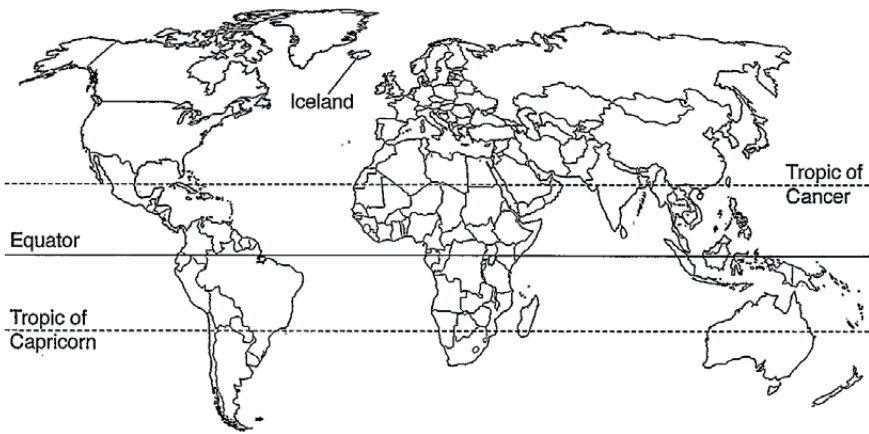 Iceland
Tropic of
Cancer
Equator
Tropic of
Capricorn